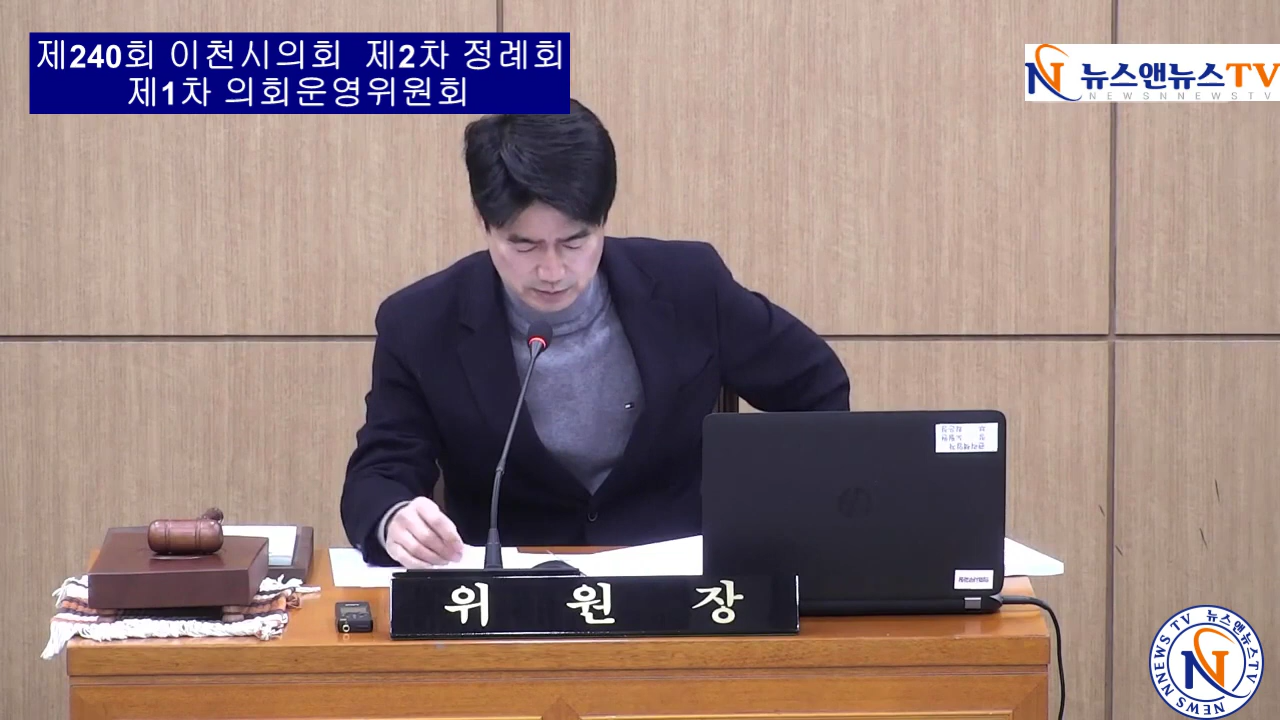 제240회 이천시의회 제2차 정례회
제1차 의회운영위원회
뉴스앤뉴스TV
NEWSNNEWSTV
위 원 장
NNEWS TV 뉴스앤뉴스TV NEWS